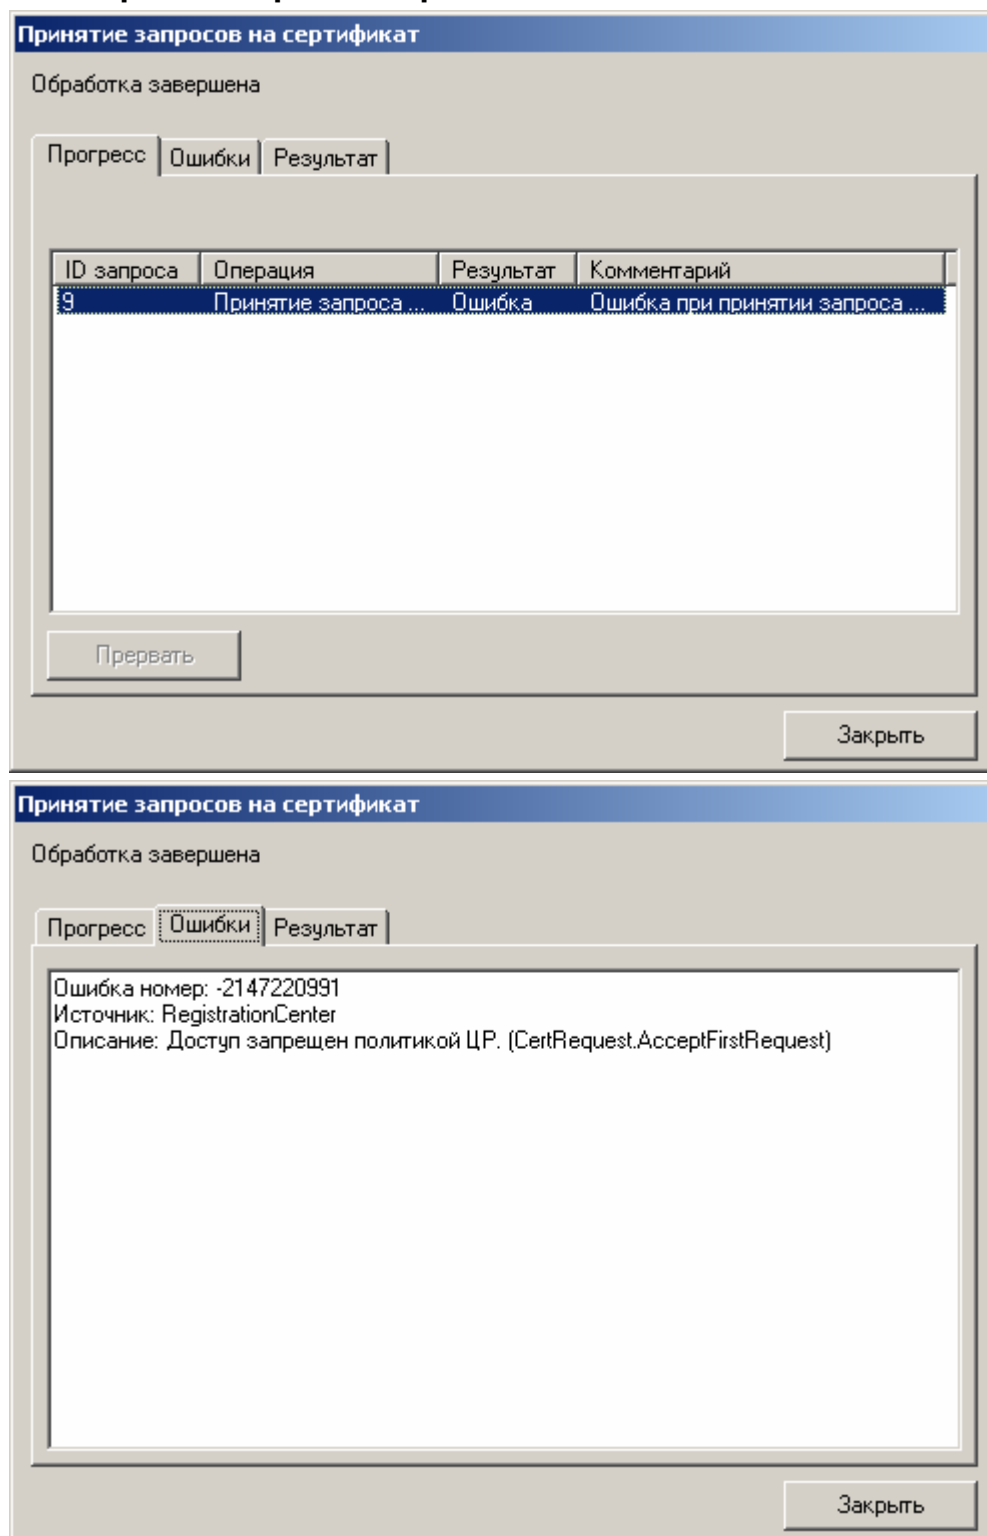 Принятие запросов на сертификат
Обработка завершена
Прогресс Ошибки Результат
ID запроса Операция Результат Комментарий
9 Принятие запроса ... Ошибка Ошибка при принятии запроса ...
Прервать
Закрыть
Принятие запросов на сертификат
Обработка завершена
Прогресс Ошибки Результат
Ошибка номер: -2147220991
Источник: RegistrationCenter
Описание: Доступ запрещен политикой ЦР. (CertRequest.AcceptFirstRequest)
Закрыть